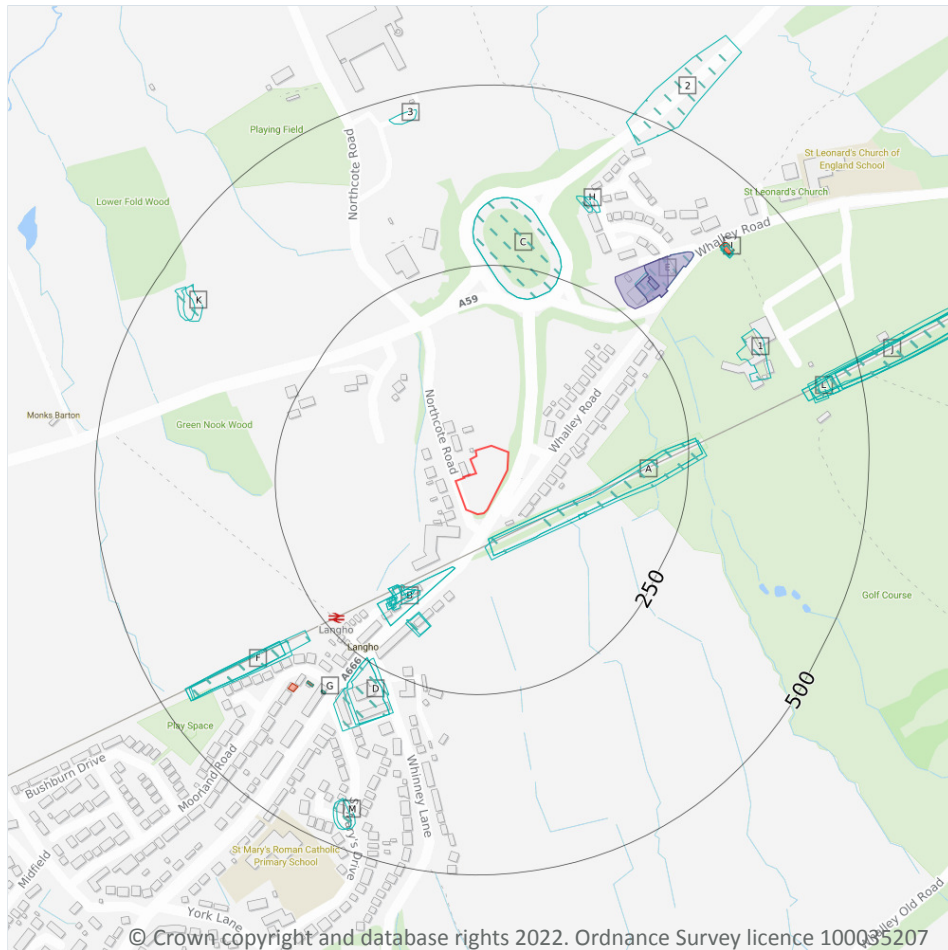 2
3
Playing Field
Northcote Road
St Leonard's Church of
England School
St Leonard's Church
Lower Fold Wood
H
Whalley Road
C
E
K
A59
1
J
L
Monks Barton
Green Nook Wood
Northcote Road
Whalley Road
A
250
B
Golf Course
Langho
Langho
F
A666
G
D
500
Play Space
Bushburn Drive
Moorland Road
Whinney Lane
M
St Mary's Roman Catholic
Primary School
Midfield
York Lane
Whalley Old Road
© Crown copyright and database rights 2022. Ordnance Survey licence 100035207